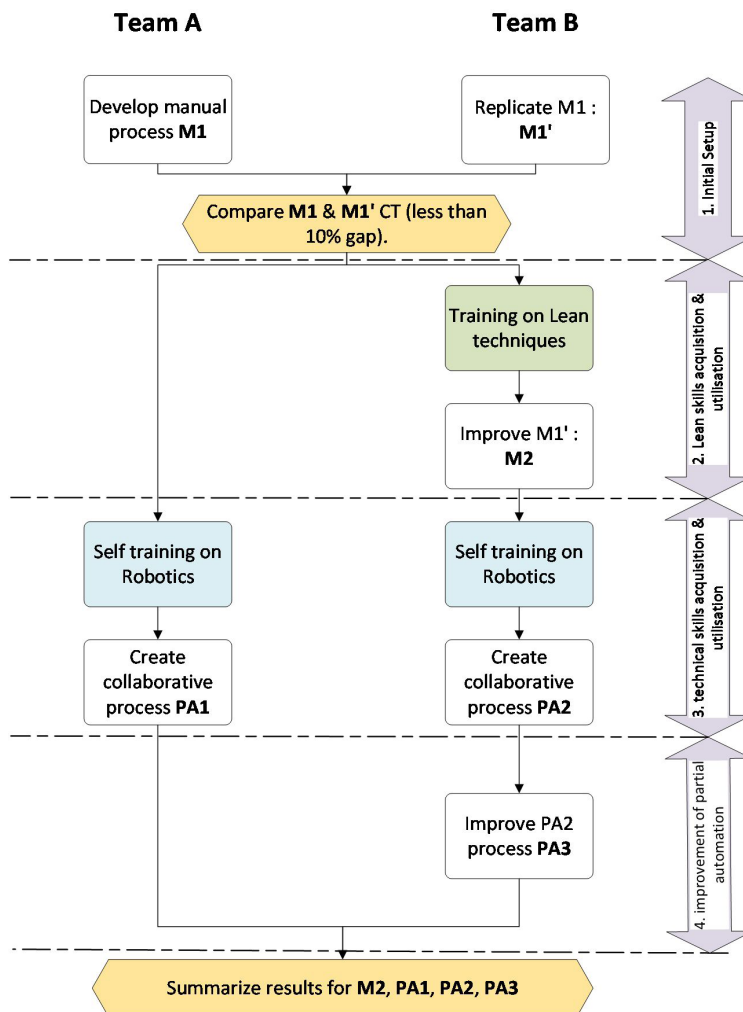 Team A
Team B
Develop manual
process M1
Replicate M1 :
M1'
1. Initial Setup
Compare M1 & M1' CT (less than
10% gap).
Training on Lean
techniques
Improve M1' :
M2
2. Lean skills acquisition &
utilisation
Self training on
Robotics
Self training on
Robotics
Create
collaborative
process PA1
Create
collaborative
process PA2
3. technical skills acquisition &
utilisation
Improve PA2
process PA3
4. improvement of partial
automation
Summarize results for M2, PA1, PA2, PA3